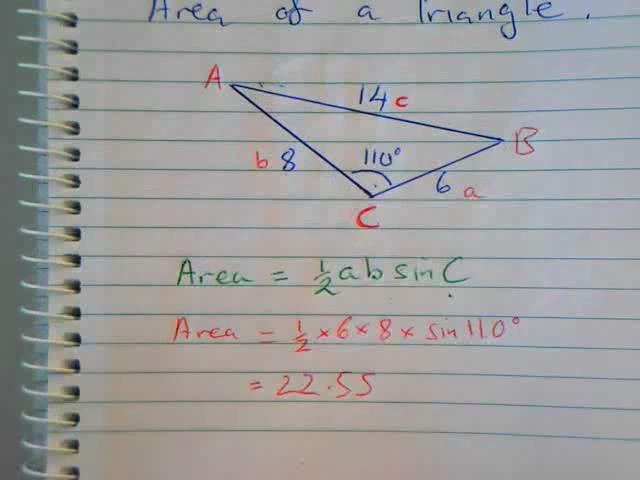 Area of a Triangle.
A
14 c
B
b 8
110°
6 a
C
Area = ½ a b sin C
Area = ½ × 6 × 8 × sin 110°
= 22.55